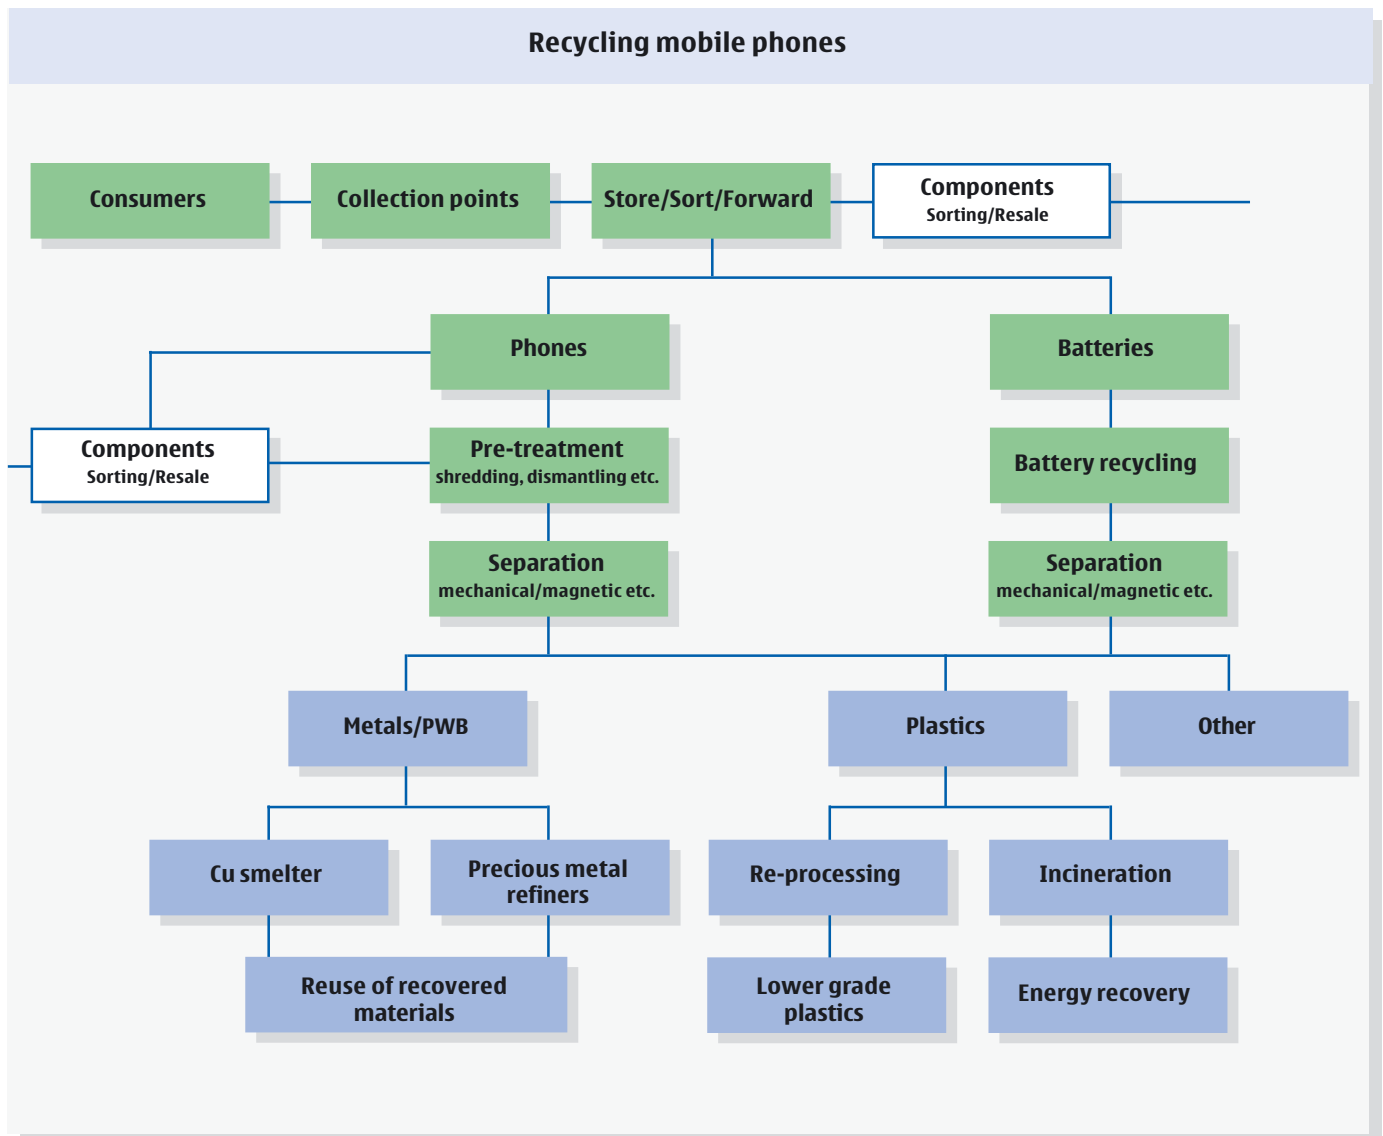 Recycling mobile phones
Consumers
Collection points
Store/Sort/Forward
Components
Sorting/Resale
Phones
Batteries
Components
Sorting/Resale
Pre-treatment
shredding, dismantling etc.
Battery recycling
Separation
mechanical/magnetic etc.
Separation
mechanical/magnetic etc.
Metals/PWB
Plastics
Other
Cu smelter
Precious metal
refiners
Re-processing
Incineration
Reuse of recovered
materials
Lower grade
plastics
Energy recovery